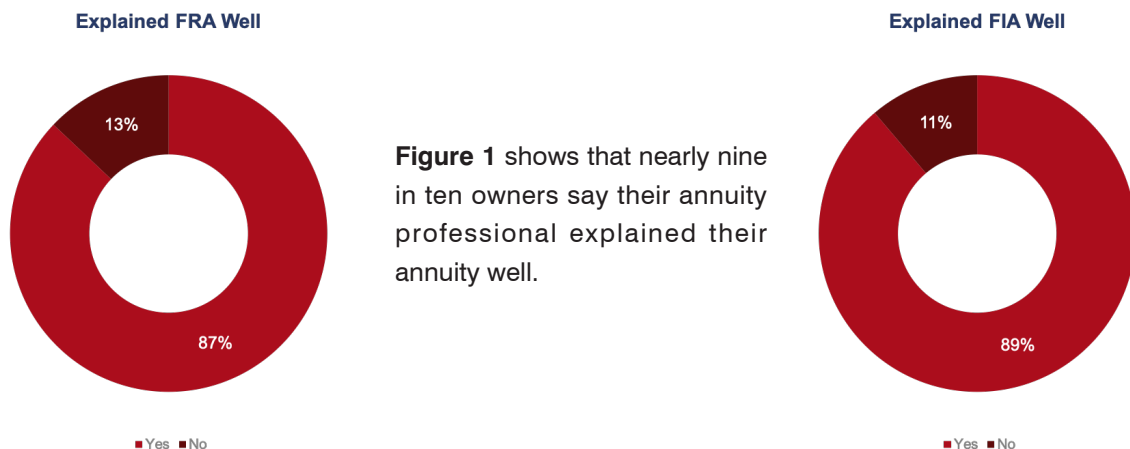 Explained FRA Well
13%
87%
Yes No
Figure 1 shows that nearly nine
in ten owners say their annuity
professional explained their
annuity well.
Explained FIA Well
11%
89%
Yes No